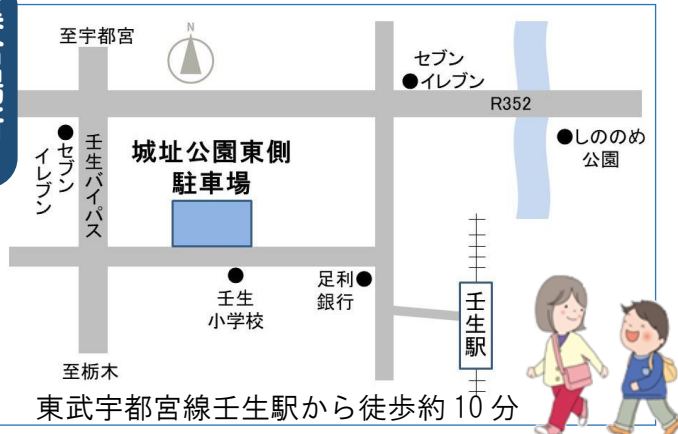 至宇都宮
N
セブン
●イレブン
R352
●しののめ
公園
セブン
イレブン
壬生バイパス
城址公園東側
駐車場
壬生
小学校
足利●
銀行
壬生駅
至栃木
東武宇都宮線壬生駅から徒歩約10分